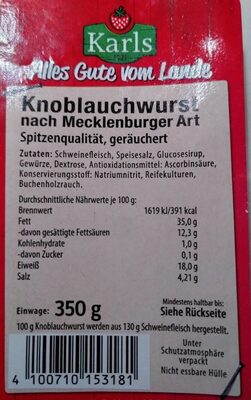 Karls
Alles Gute vom Lande
Knoblauchwurst
nach Mecklenburger Art
Spitzenqualität, geräuchert
Zutaten: Schweinefleisch, Speisesalz, Glucosesirup,
Gewürze, Dextrose, Antioxidationsmittel: Ascorbinsäure,
Konservierungsstoff: Natriumnitrit, Reifekulturen,
Buchenholzrauch.
Durchschnittliche Nährwerte je 100 g:
Brennwert 1619 kJ/391 kcal
Fett 35,0 g
-davon gesättigte Fettsäuren 12,3 g
Kohlenhydrate 1,0 g
-davon Zucker 0,1 g
Eiweiß 18,0 g
Salz 4,21 g
Mindestens haltbar bis:
Einwaage: 350 g Siehe Rückseite
100 g Knoblauchwurst werden aus 130 g Schweinefleisch hergestellt.
Unter
Schutzatmosphäre
verpackt
Nicht essbare Hülle
4 100710 153181